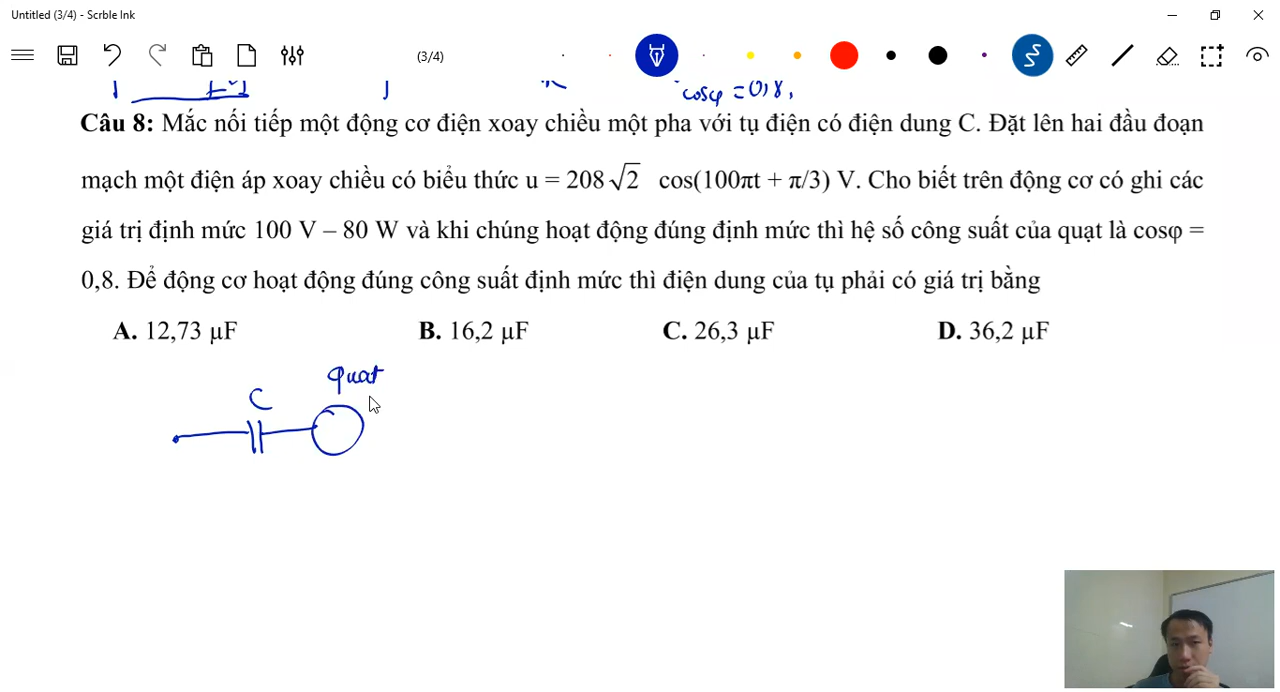 Untitled (3/4) - Scrble Ink
(3/4)
cosφ = 0,8,
Câu 8: Mắc nối tiếp một động cơ điện xoay chiều một pha với tụ điện có điện dung C. Đặt lên hai đầu đoạn
mạch một điện áp xoay chiều có biểu thức u = 208√2 cos(100πt + π/3) V. Cho biết trên động cơ có ghi các
giá trị định mức 100 V – 80 W và khi chúng hoạt động đúng định mức thì hệ số công suất của quạt là cosφ =
0,8. Để động cơ hoạt động đúng công suất định mức thì điện dung của tụ phải có giá trị bằng
A. 12,73 μF B. 16,2 μF C. 26,3 μF D. 36,2 μF
quat
C